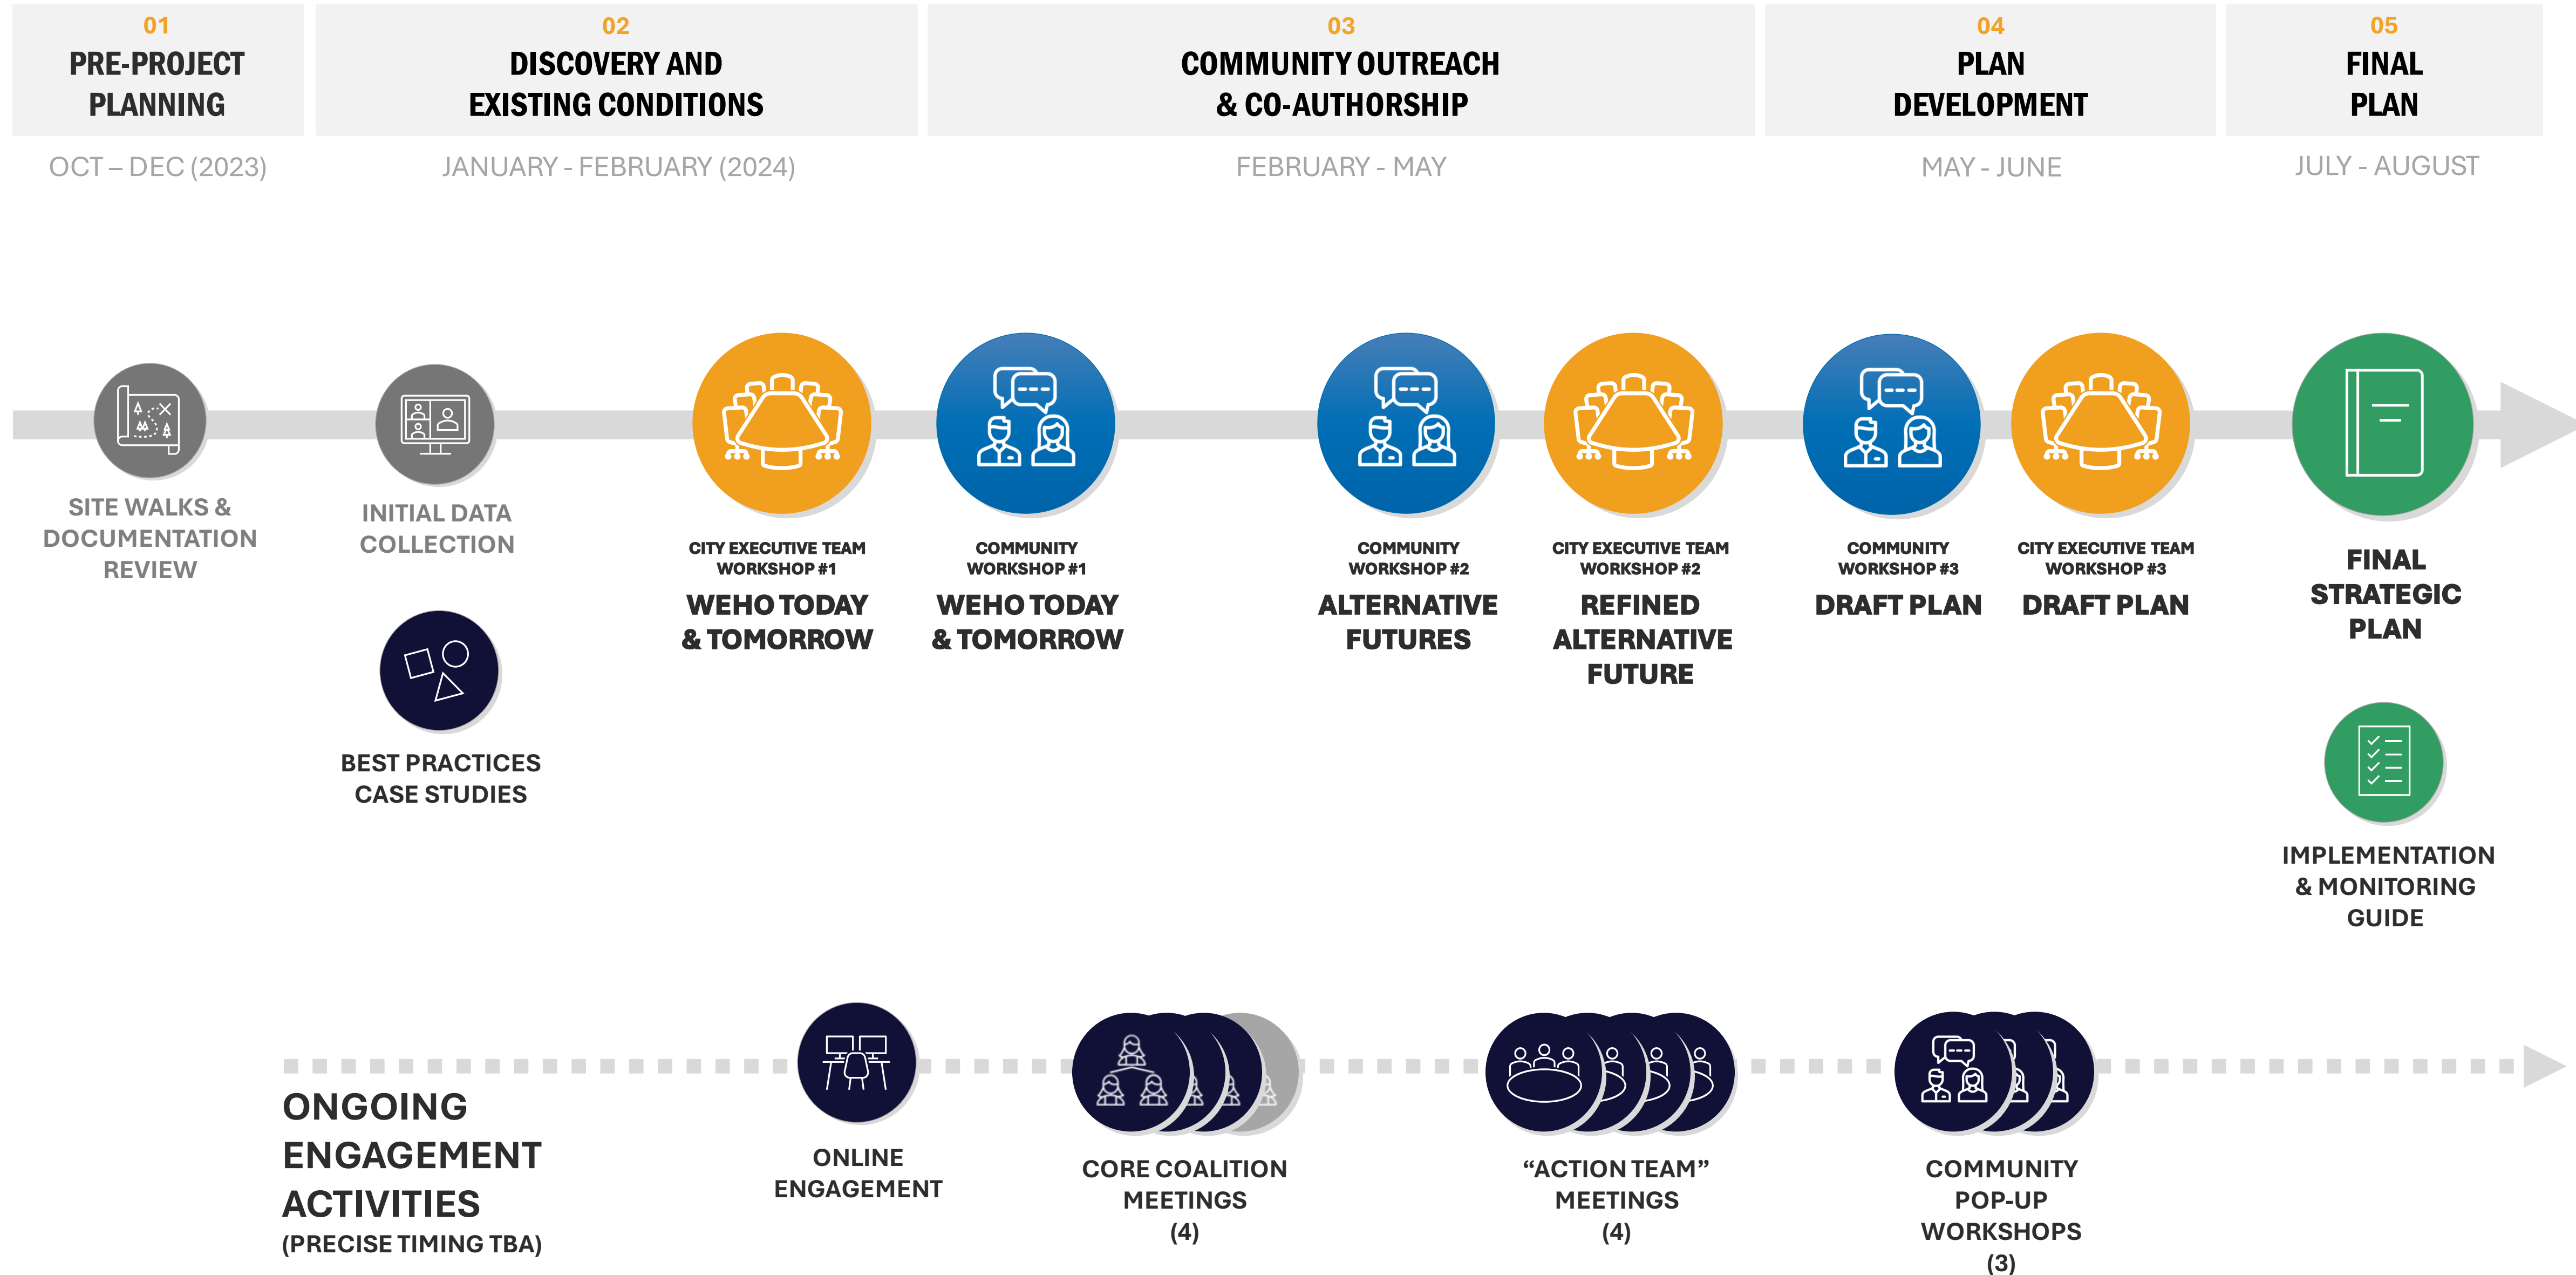 01
PRE-PROJECT
PLANNING
OCT – DEC (2023)
02
DISCOVERY AND
EXISTING CONDITIONS
JANUARY - FEBRUARY (2024)
03
COMMUNITY OUTREACH
& CO-AUTHORSHIP
FEBRUARY - MAY
04
PLAN
DEVELOPMENT
MAY - JUNE
05
FINAL
PLAN
JULY - AUGUST
SITE WALKS &
DOCUMENTATION
REVIEW
INITIAL DATA
COLLECTION
BEST PRACTICES
CASE STUDIES
CITY EXECUTIVE TEAM
WORKSHOP #1
WEHO TODAY
& TOMORROW
COMMUNITY
WORKSHOP #1
WEHO TODAY
& TOMORROW
COMMUNITY
WORKSHOP #2
ALTERNATIVE
FUTURES
CITY EXECUTIVE TEAM
WORKSHOP #2
REFINED
ALTERNATIVE
FUTURE
COMMUNITY
WORKSHOP #3
DRAFT PLAN
CITY EXECUTIVE TEAM
WORKSHOP #3
DRAFT PLAN
FINAL
STRATEGIC
PLAN
IMPLEMENTATION
& MONITORING
GUIDE
ONGOING
ENGAGEMENT
ACTIVITIES
(PRECISE TIMING TBA)
ONLINE
ENGAGEMENT
CORE COALITION
MEETINGS
(4)
“ACTION TEAM”
MEETINGS
(4)
COMMUNITY
POP-UP
WORKSHOPS
(3)